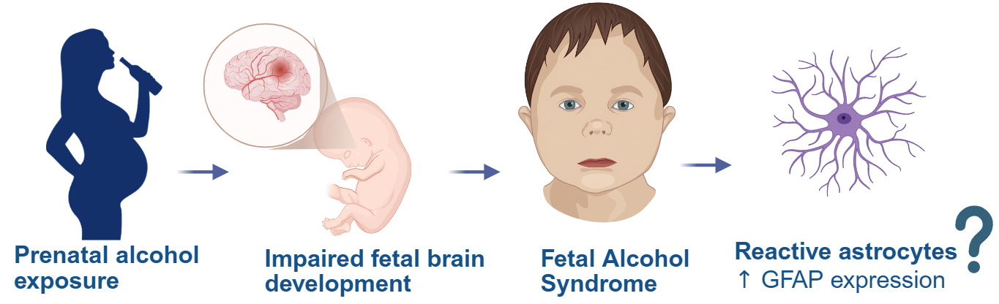 Prenatal alcohol
exposure
Impaired fetal brain
development
Fetal Alcohol
Syndrome
Reactive astrocytes
↑ GFAP expression
?